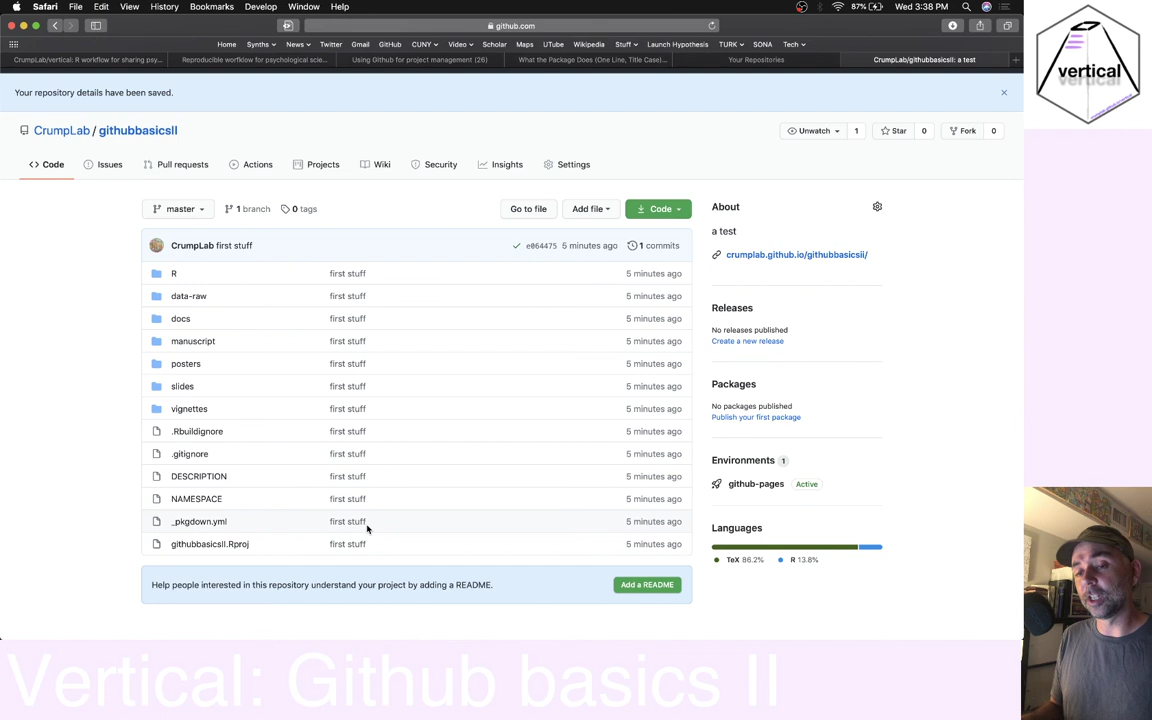 Safari File Edit View History Bookmarks Develop Window Help 87% Wed 3:38 PM
github.com
Home Synths News Twitter Gmail GitHub CUNY Video Scholar Maps UTube Wikipedia Stuff Launch Hypothesis TURK SONA Tech
CrumpLab/vertical: R workflow for sharing psy... Reproducible worfklow for psychological scie... Using Github for project management (26) What the Package Does (One Line, Title Case)... Your Repositories CrumpLab/githubbasicsII: a test
Your repository details have been saved.
CrumpLab / githubbasicsII
Unwatch 1 Star 0 Fork 0
Code Issues Pull requests Actions Projects Wiki Security Insights Settings
master 1 branch 0 tags Go to file Add file Code
CrumpLab first stuff e064475 5 minutes ago 1 commits
R first stuff 5 minutes ago
data-raw first stuff 5 minutes ago
docs first stuff 5 minutes ago
manuscript first stuff 5 minutes ago
posters first stuff 5 minutes ago
slides first stuff 5 minutes ago
vignettes first stuff 5 minutes ago
.Rbuildignore first stuff 5 minutes ago
.gitignore first stuff 5 minutes ago
DESCRIPTION first stuff 5 minutes ago
NAMESPACE first stuff 5 minutes ago
_pkgdown.yml first stuff 5 minutes ago
githubbasicsII.Rproj first stuff 5 minutes ago
Help people interested in this repository understand your project by adding a README. Add a README
About
a test
crumplab.github.io/githubbasicsii/
Releases
No releases published
Create a new release
Packages
No packages published
Publish your first package
Environments 1
github-pages Active
Languages
TeX 86.2% R 13.8%
vertical
Vertical: Github basics II